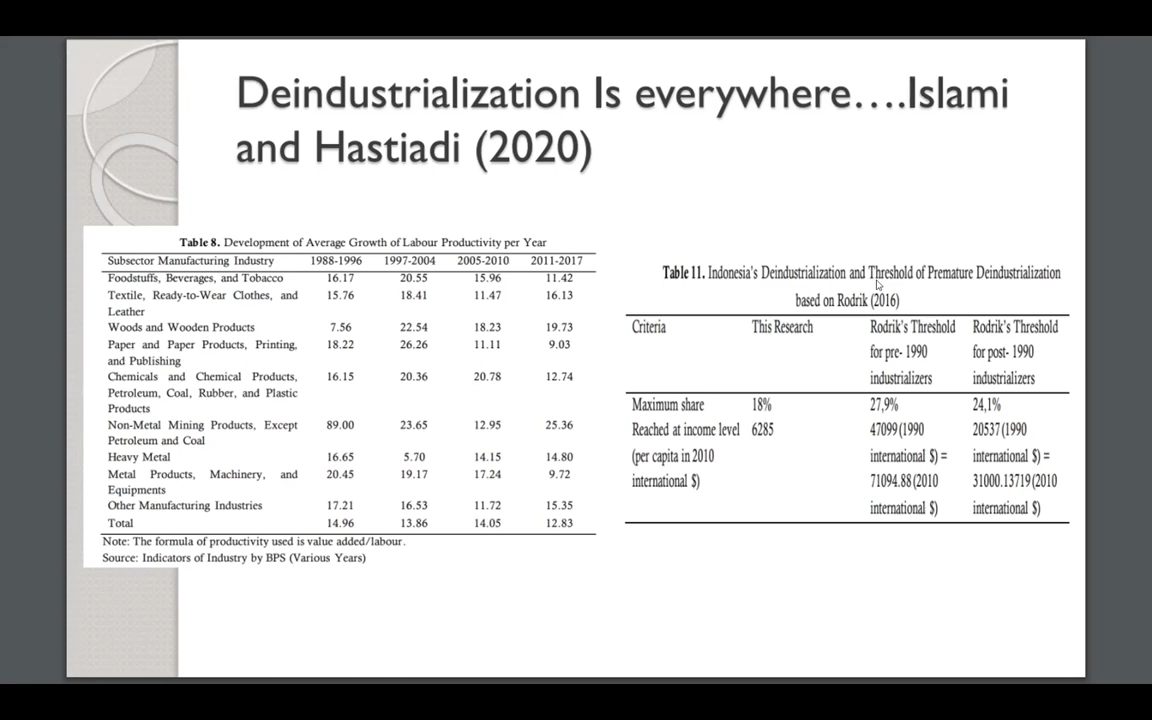 Deindustrialization Is everywhere….Islami
and Hastiadi (2020)
Table 8. Development of Average Growth of Labour Productivity per Year
Subsector Manufacturing Industry 1988-1996 1997-2004 2005-2010 2011-2017
Foodstuffs, Beverages, and Tobacco 16.17 20.55 15.96 11.42
Textile, Ready-to-Wear Clothes, and 15.76 18.41 11.47 16.13
Leather
Woods and Wooden Products 7.56 22.54 18.23 19.73
Paper and Paper Products, Printing, 18.22 26.26 11.11 9.03
and Publishing
Chemicals and Chemical Products, 16.15 20.36 20.78 12.74
Petroleum, Coal, Rubber, and Plastic
Products
Non-Metal Mining Products, Except 89.00 23.65 12.95 25.36
Petroleum and Coal
Heavy Metal 16.65 5.70 14.15 14.80
Metal Products, Machinery, and 20.45 19.17 17.24 9.72
Equipments
Other Manufacturing Industries 17.21 16.53 11.72 15.35
Total 14.96 13.86 14.05 12.83
Note: The formula of productivity used is value added/labour.
Source: Indicators of Industry by BPS (Various Years)
Table 11. Indonesia's Deindustrialization and Threshold of Premature Deindustrialization
based on Rodrik (2016)
Criteria This Research Rodrik's Threshold Rodrik's Threshold
for pre- 1990 for post- 1990
industrializers industrializers
Maximum share 18% 27,9% 24,1%
Reached at income level 6285 47099(1990 20537(1990
(per capita in 2010 international $) = international $) =
international $) 71094.88(2010 31000.13719(2010
international $) international $)